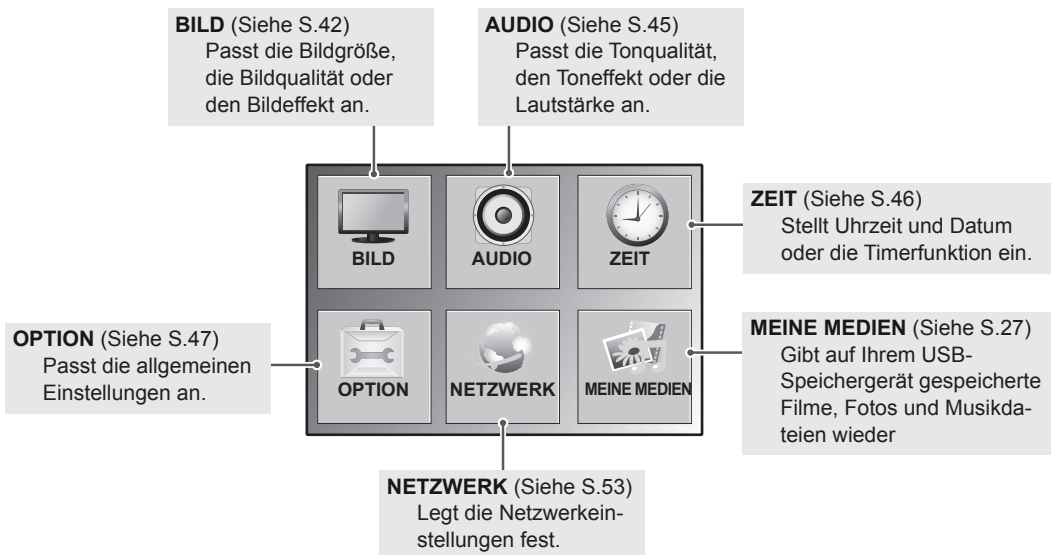 BILD (Siehe S.42)
Passt die Bildgröße,
die Bildqualität oder
den Bildeffekt an.
AUDIO (Siehe S.45)
Passt die Tonqualität,
den Toneffekt oder die
Lautstärke an.
BILD
AUDIO
ZEIT
ZEIT (Siehe S.46)
Stellt Uhrzeit und Datum
oder die Timerfunktion ein.
OPTION (Siehe S.47)
Passt die allgemeinen
Einstellungen an.
OPTION
NETZWERK
MEINE MEDIEN
MEINE MEDIEN (Siehe S.27)
Gibt auf Ihrem USB-
Speichergerät gespeicherte
Filme, Fotos und Musikda-
teien wieder
NETZWERK (Siehe S.53)
Legt die Netzwerkein-
stellungen fest.